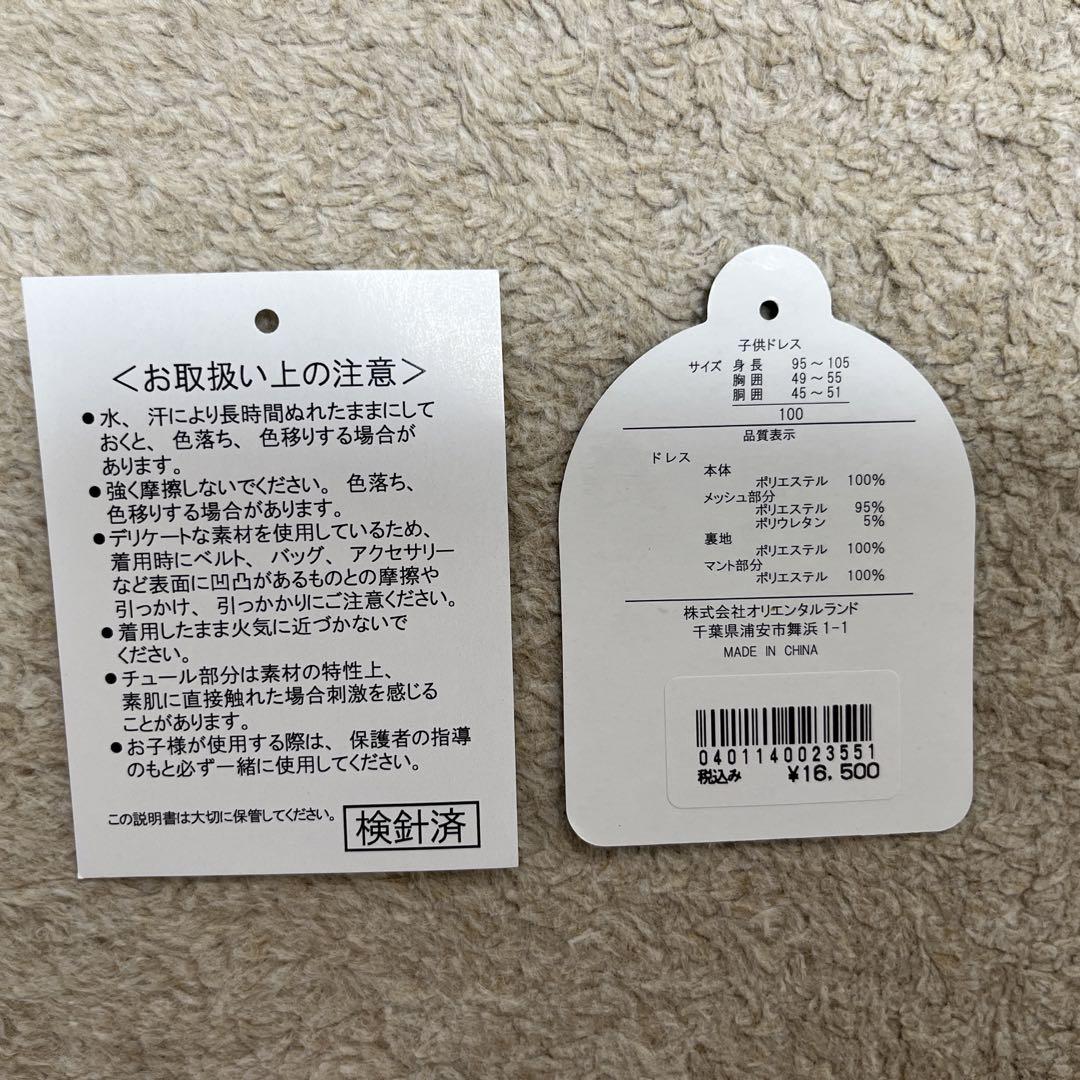 ＜お取扱い上の注意＞
●水、汗により長時間ぬれたままにして
おくと、色落ち、色移りする場合が
あります。
●強く摩擦しないでください。色落ち、
色移りする場合があります。
●デリケートな素材を使用しているため、
着用時にベルト、バッグ、アクセサリー
など表面に凹凸があるものとの摩擦や
引っかけ、引っかかりにご注意ください。
●着用したまま火気に近づかないで
ください。
●チュール部分は素材の特性上、
素肌に直接触れた場合刺激を感じる
ことがあります。
●お子様が使用する際は、保護者の指導
のもと必ず一緒に使用してください。
この説明書は大切に保管してください。
検針済
子供ドレス
サイズ 身長 95～105
胸囲 49～55
胴囲 45～51
100
品質表示
ドレス
本体
ポリエステル 100%
メッシュ部分
ポリエステル 95%
ポリウレタン 5%
裏地
ポリエステル 100%
マント部分
ポリエステル 100%
株式会社オリエンタルランド
千葉県浦安市舞浜1-1
MADE IN CHINA
0401140023551
税込み ¥16,500